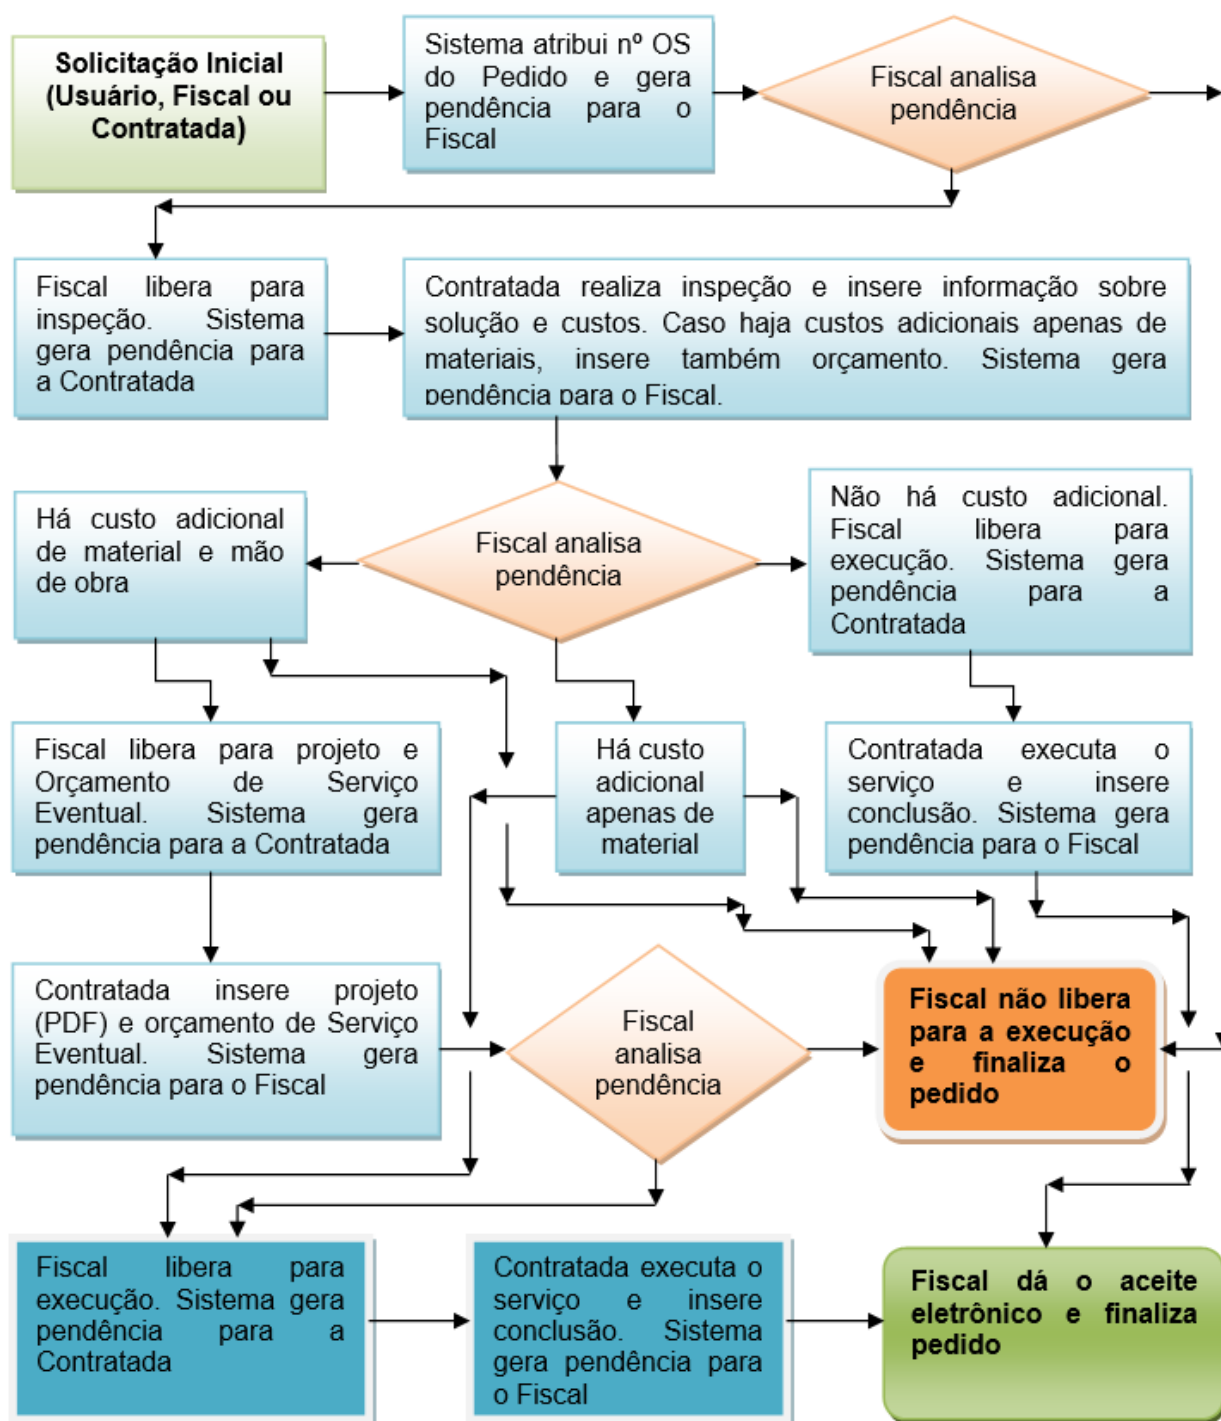 Solicitação Inicial
(Usuário, Fiscal ou
Contratada)
Sistema atribui nº OS
do Pedido e gera
pendência para o
Fiscal
Fiscal analisa
pendência
Fiscal libera para
inspeção. Sistema
gera pendência para
a Contratada
Contratada realiza inspeção e insere informação sobre
solução e custos. Caso haja custos adicionais apenas de
materiais, insere também orçamento. Sistema gera
pendência para o Fiscal.
Há custo adicional
de material e mão
de obra
Fiscal analisa
pendência
Não há custo adicional.
Fiscal libera para
execução. Sistema gera
pendência para a
Contratada
Fiscal libera para projeto e
Orçamento de Serviço
Eventual. Sistema gera
pendência para a Contratada
Há custo
adicional
apenas de
material
Contratada executa o
serviço e insere
conclusão. Sistema gera
pendência para o Fiscal
Contratada insere projeto
(PDF) e orçamento de Serviço
Eventual. Sistema gera
pendência para o Fiscal
Fiscal
analisa
pendência
Fiscal não libera
para a execução
e finaliza o
pedido
Fiscal libera para
execução. Sistema gera
pendência para a
Contratada
Contratada executa o
serviço e insere
conclusão. Sistema
gera pendência para
o Fiscal
Fiscal dá o aceite
eletrônico e finaliza
pedido